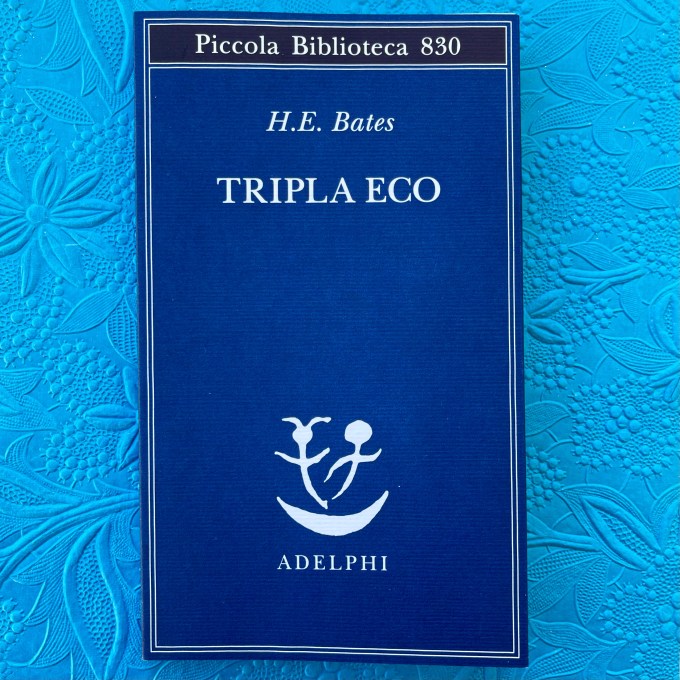 Piccola Biblioteca 830
H.E. Bates
TRIPLA ECO
ADELPHI